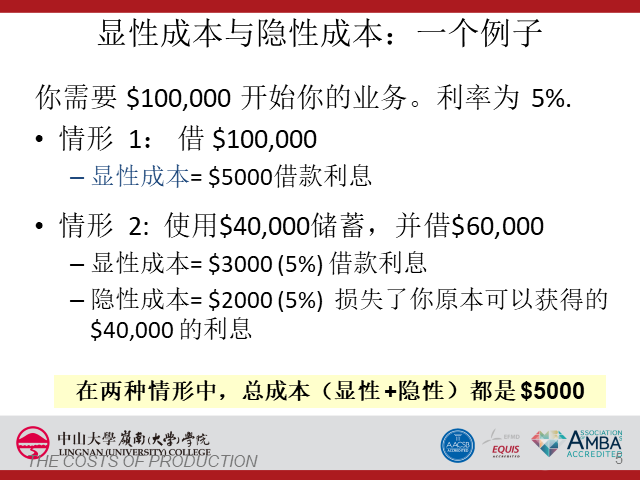 显性成本与隐性成本：一个例子
你需要 $100,000 开始你的业务。利率为 5%.
• 情形 1： 借 $100,000
– 显性成本= $5000借款利息
• 情形 2: 使用$40,000储蓄，并借$60,000
– 显性成本= $3000 (5%) 借款利息
– 隐性成本= $2000 (5%) 损失了你原本可以获得的
$40,000 的利息
在两种情形中，总成本（显性+隐性）都是$5000
中山大學 嶺南(大學)學院
LINGNAN (UNIVERSITY) COLLEGE
THE COSTS OF PRODUCTION
AACSB
ACCREDITED
EFMD
EQUIS
ACCREDITED
ASSOCIATION
AMBA
ACCREDITED
5